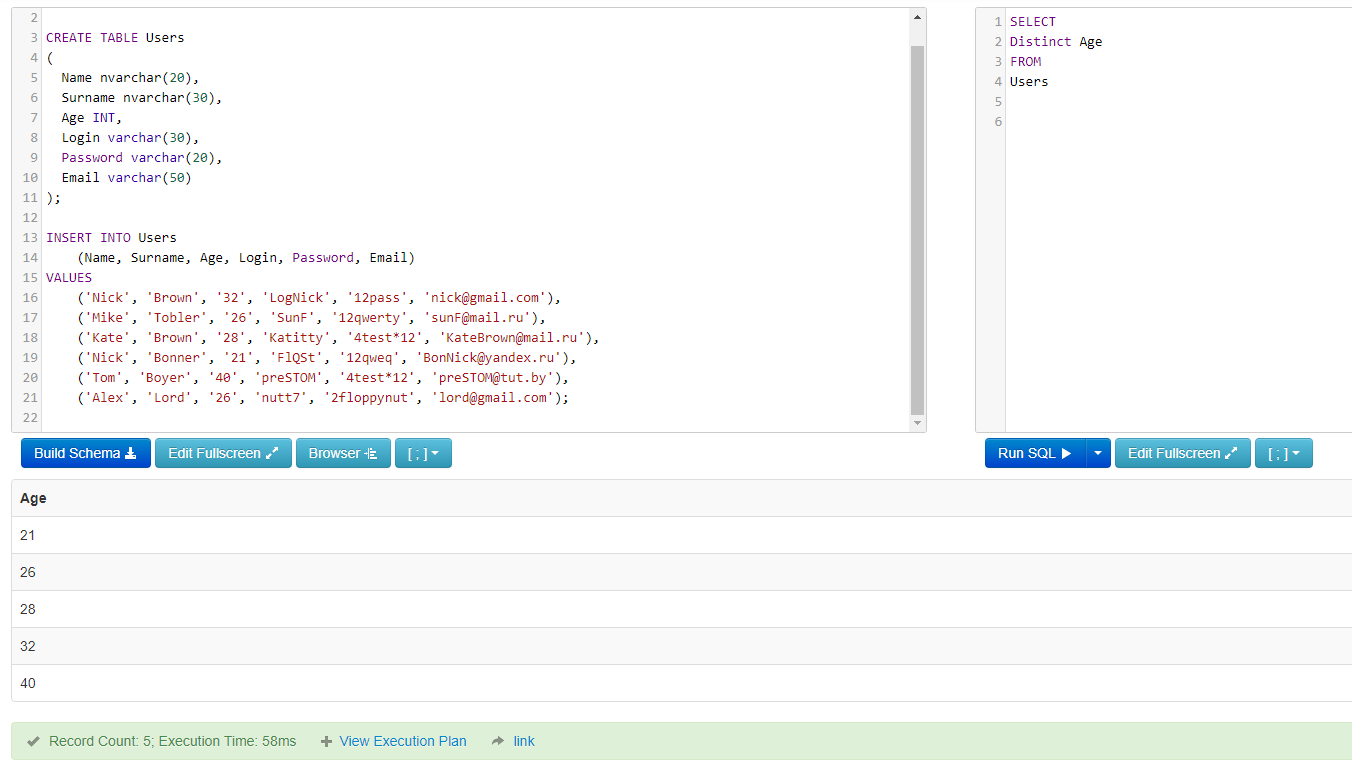 2
3 CREATE TABLE Users
4 (
5 Name nvarchar(20),
6 Surname nvarchar(30),
7 Age INT,
8 Login varchar(30),
9 Password varchar(20),
10 Email varchar(50)
11 );
12
13 INSERT INTO Users
14 (Name, Surname, Age, Login, Password, Email)
15 VALUES
16 ('Nick', 'Brown', '32', 'LogNick', '12pass', 'nick@gmail.com'),
17 ('Mike', 'Tobler', '26', 'SunF', '12qwerty', 'sunF@mail.ru'),
18 ('Kate', 'Brown', '28', 'Katitty', '4test*12', 'KateBrown@mail.ru'),
19 ('Nick', 'Bonner', '21', 'FlQSt', '12qweq', 'BonNick@yandex.ru'),
20 ('Tom', 'Boyer', '40', 'preSTOM', '4test*12', 'preSTOM@tut.by'),
21 ('Alex', 'Lord', '26', 'nutt7', '2floppynut', 'lord@gmail.com');
22
1 SELECT
2 Distinct Age
3 FROM
4 Users
5
6
Build Schema Edit Fullscreen Browser [ ; ]
Run SQL Edit Fullscreen [ ; ]
Age
21
26
28
32
40
Record Count: 5; Execution Time: 58ms View Execution Plan link